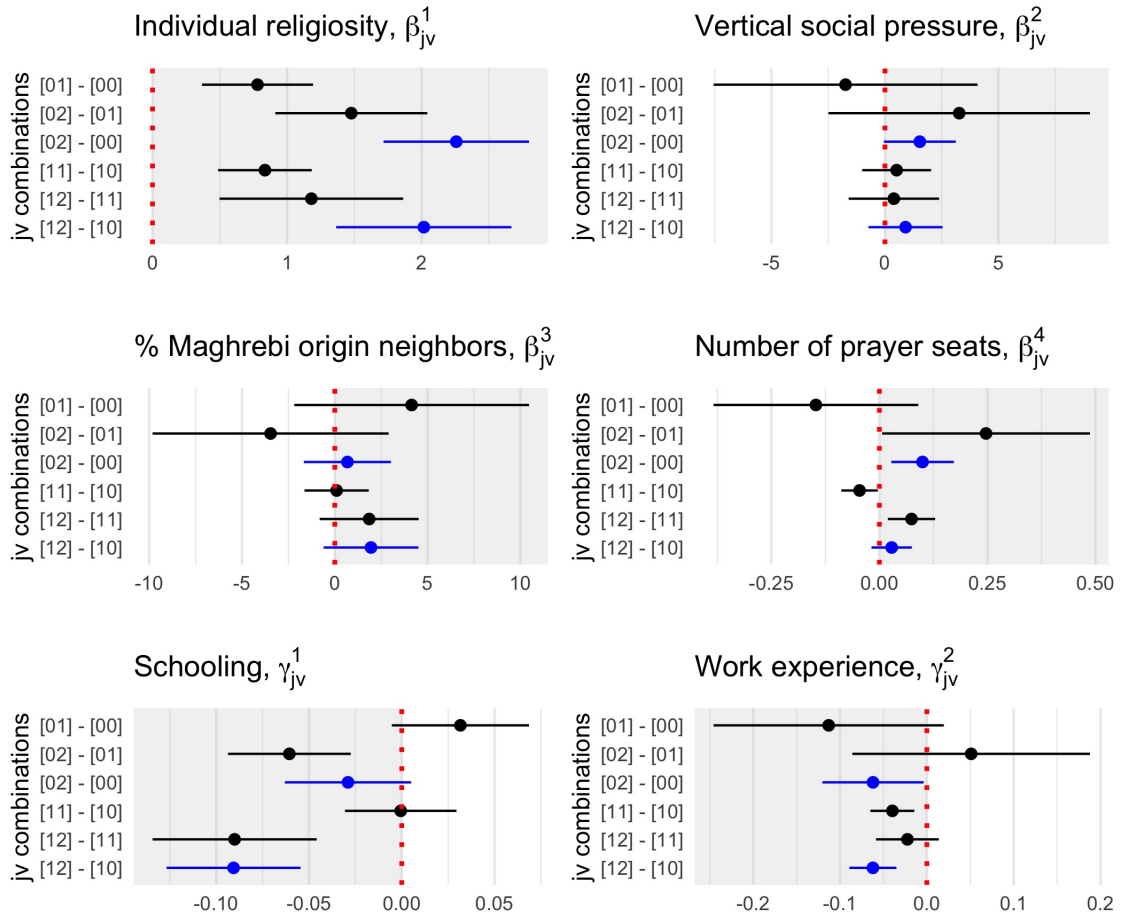 Individual religiosity, β¹ⱼᵥ
jv combinations
[01] - [00]
[02] - [01]
[02] - [00]
[11] - [10]
[12] - [11]
[12] - [10]
0 1 2
Vertical social pressure, β²ⱼᵥ
jv combinations
[01] - [00]
[02] - [01]
[02] - [00]
[11] - [10]
[12] - [11]
[12] - [10]
-5 0 5
% Maghrebi origin neighbors, β³ⱼᵥ
jv combinations
[01] - [00]
[02] - [01]
[02] - [00]
[11] - [10]
[12] - [11]
[12] - [10]
-10 -5 0 5 10
Number of prayer seats, β⁴ⱼᵥ
jv combinations
[01] - [00]
[02] - [01]
[02] - [00]
[11] - [10]
[12] - [11]
[12] - [10]
-0.25 0.00 0.25 0.50
Schooling, γ¹ⱼᵥ
jv combinations
[01] - [00]
[02] - [01]
[02] - [00]
[11] - [10]
[12] - [11]
[12] - [10]
-0.10 -0.05 0.00 0.05
Work experience, γ²ⱼᵥ
jv combinations
[01] - [00]
[02] - [01]
[02] - [00]
[11] - [10]
[12] - [11]
[12] - [10]
-0.2 -0.1 0.0 0.1 0.2